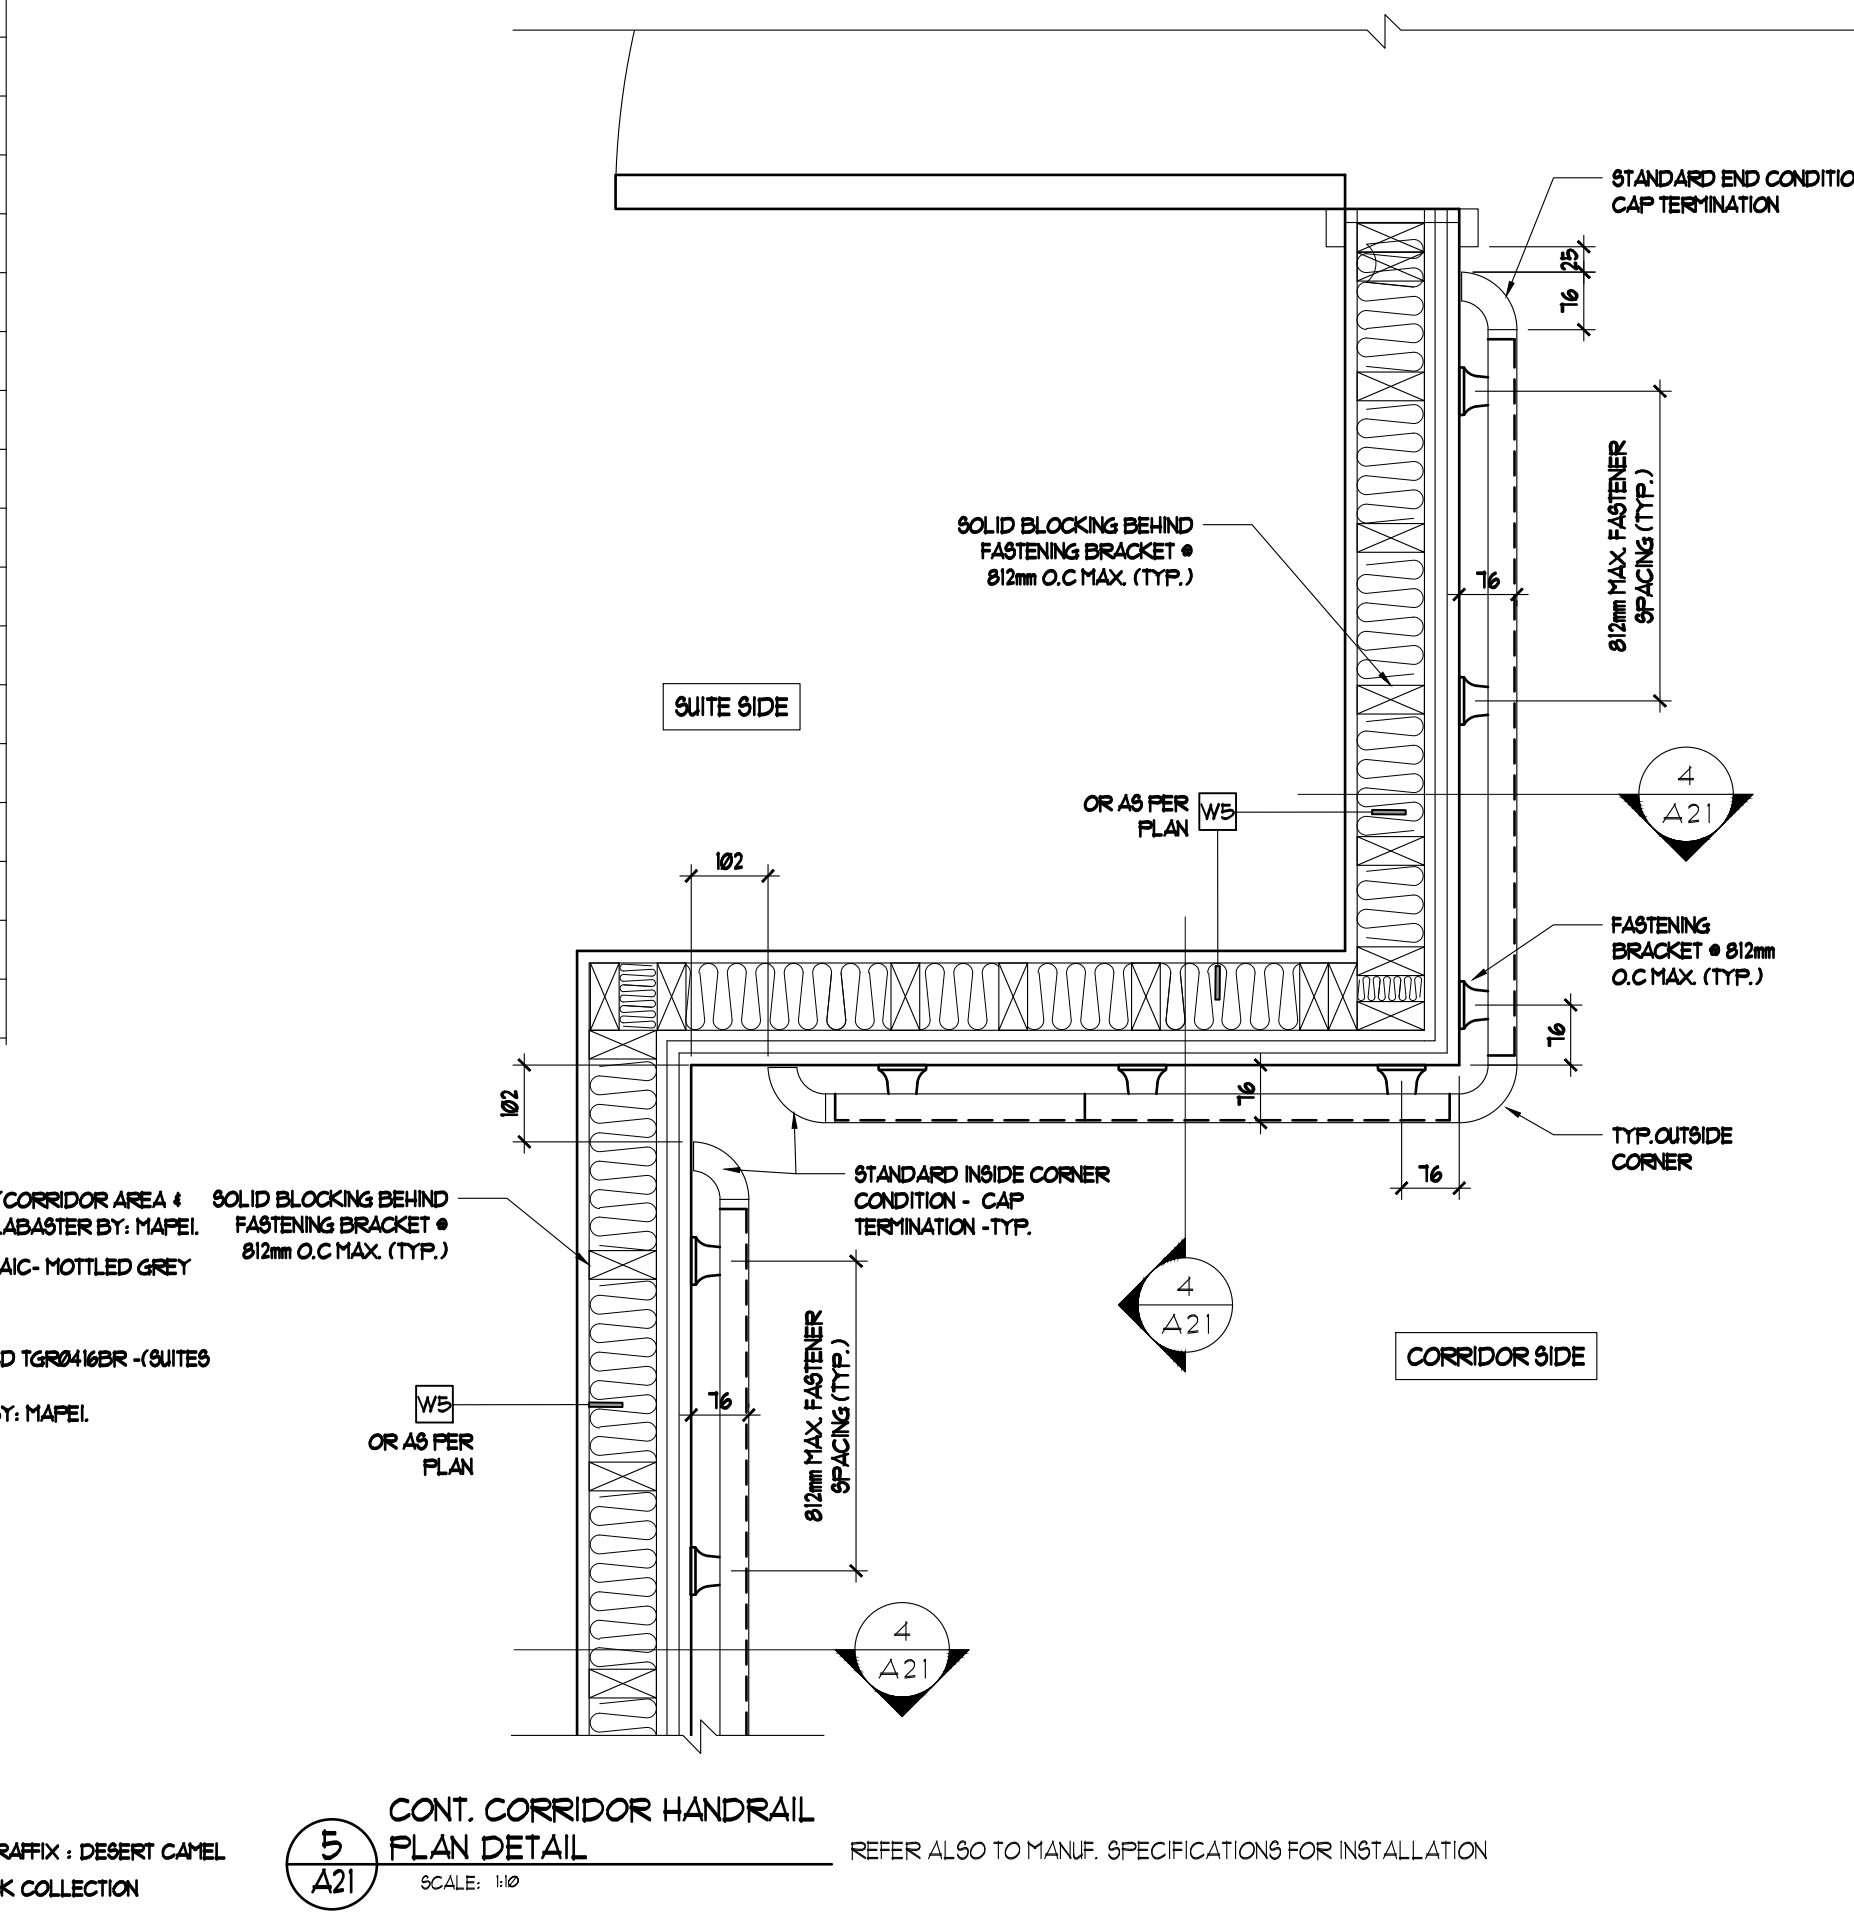 STANDARD END CONDITIO
CAP TERMINATION
25
76
812mm MAX. FASTENER
SPACING (TYP.)
SOLID BLOCKING BEHIND
FASTENING BRACKET @
812mm O.C MAX. (TYP.)
76
SUITE SIDE
4
A21
OR AS PER
PLAN
W5
102
FASTENING
BRACKET @ 812mm
O.C MAX. (TYP.)
76
102
76
TYP.OUTSIDE
CORNER
76
STANDARD INSIDE CORNER
CONDITION - CAP
TERMINATION -TYP.
CORRIDOR AREA &
LABASTER BY: MAPEI.
AIC- MOTTLED GREY
D TGR0416BR -(SUITES
Y: MAPEI.
SOLID BLOCKING BEHIND
FASTENING BRACKET @
812mm O.C MAX. (TYP.)
4
A21
CORRIDOR SIDE
812mm MAX. FASTENER
SPACING (TYP.)
76
W5
OR AS PER
PLAN
4
A21
RAFFIX : DESERT CAMEL
K COLLECTION
5
A21
CONT. CORRIDOR HANDRAIL
PLAN DETAIL
SCALE: 1:10
REFER ALSO TO MANUF. SPECIFICATIONS FOR INSTALLATION